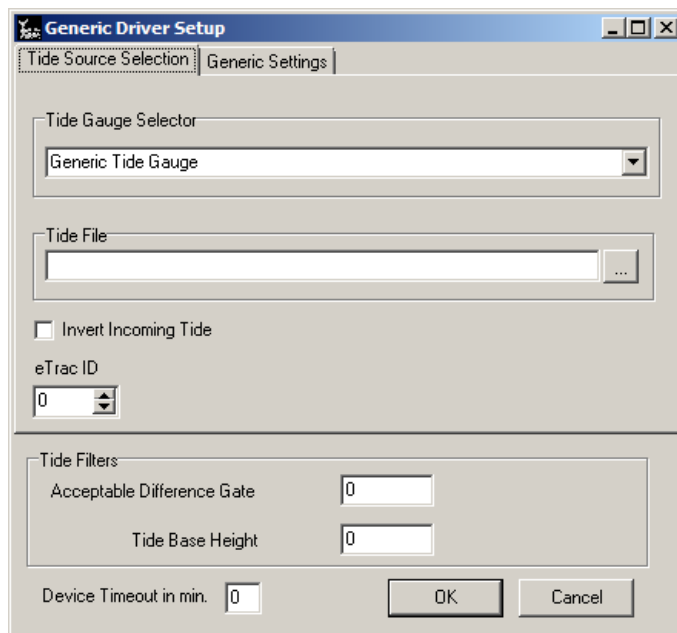 Generic Driver Setup
Tide Source Selection
Generic Settings
Tide Gauge Selector
Generic Tide Gauge
Tide File
...
Invert Incoming Tide
eTrac ID
0
Tide Filters
Acceptable Difference Gate 0
Tide Base Height 0
Device Timeout in min. 0 OK Cancel